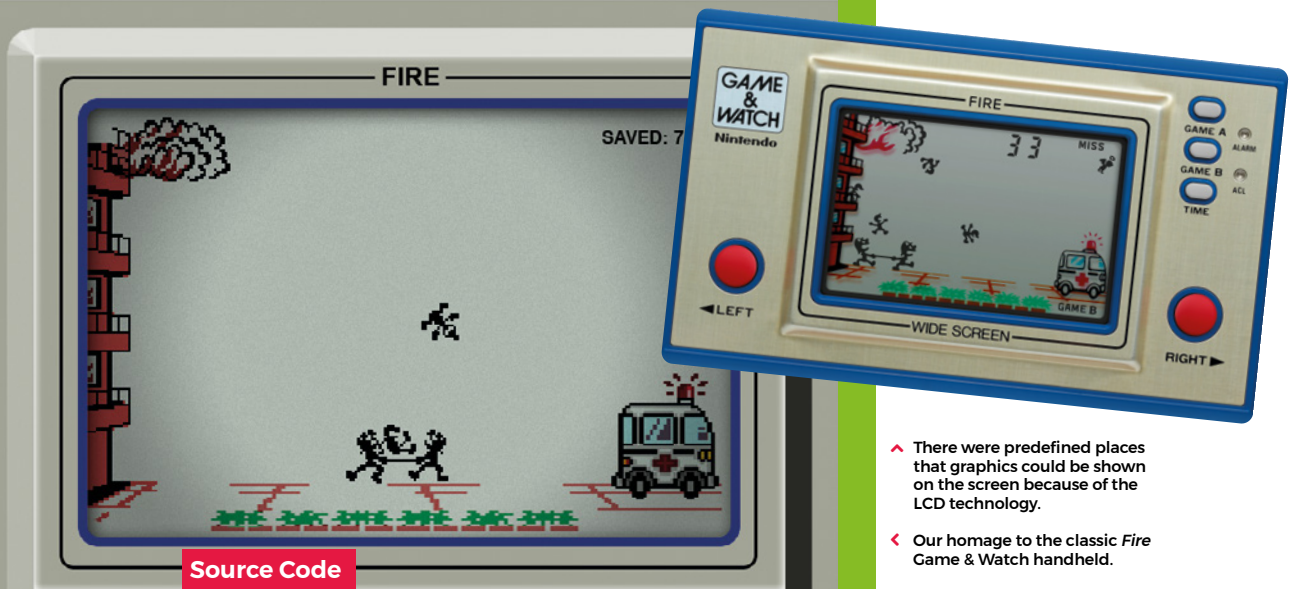 FIRE
SAVED: 7
Source Code
GAME
&
WATCH
Nintendo
FIRE
33
MISS
GAME B
WIDE SCREEN
◄LEFT
RIGHT►
GAME A
ALARM
GAME B
ACL
TIME
There were predefined places
that graphics could be shown
on the screen because of the
LCD technology.
Our homage to the classic Fire
Game & Watch handheld.